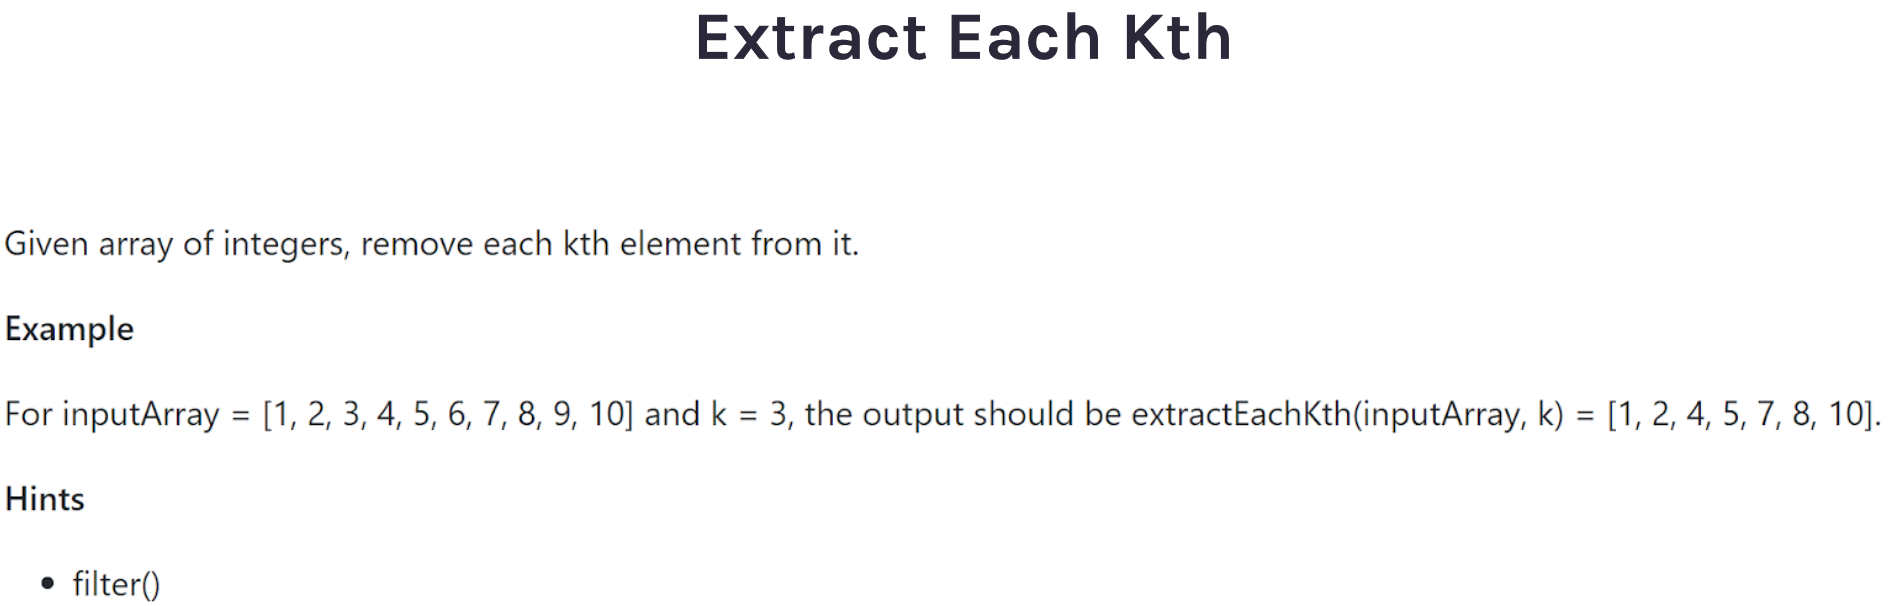 Extract Each Kth
Given array of integers, remove each kth element from it.
Example
For inputArray = [1, 2, 3, 4, 5, 6, 7, 8, 9, 10] and k = 3, the output should be extractEachKth(inputArray, k) = [1, 2, 4, 5, 7, 8, 10].
Hints
• filter()